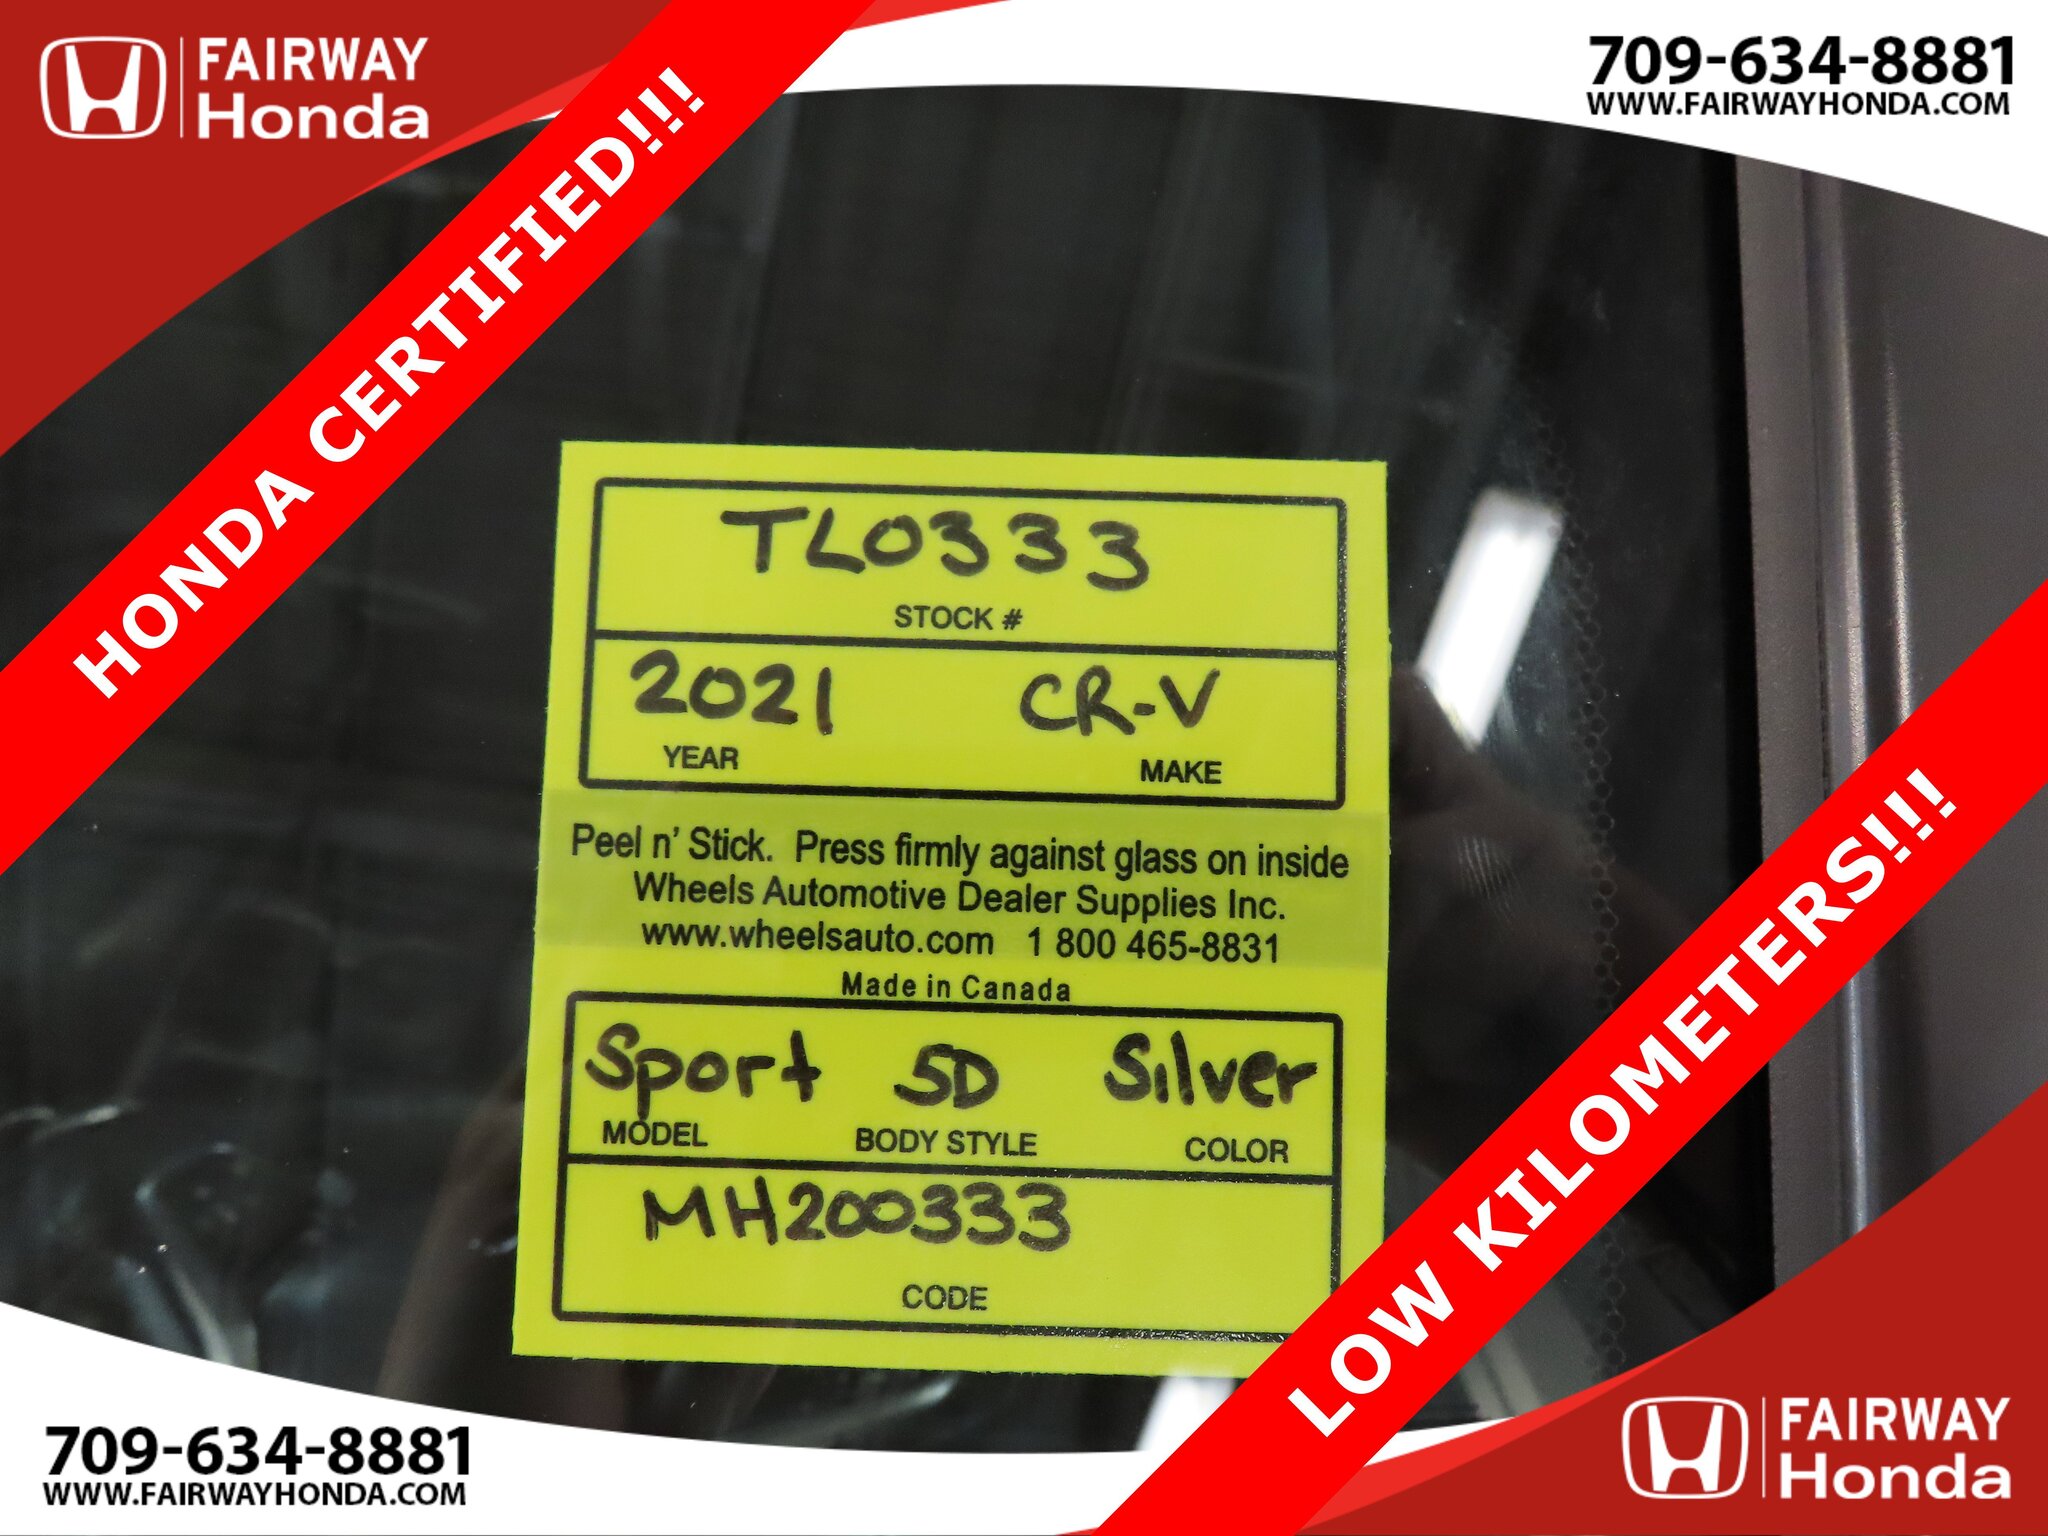 FAIRWAY
Honda
709-634-8881
WWW.FAIRWAYHONDA.COM
HONDA CERTIFIED!!!
TL0333
STOCK #
2021 CR-V
YEAR MAKE
Peel n' Stick. Press firmly against glass on inside
Wheels Automotive Dealer Supplies Inc.
www.wheelsauto.com 1 800 465-8831
Made in Canada
Sport 5D Silver
MODEL BODY STYLE COLOR
MH200333
CODE
LOW KILOMETERS!!!
709-634-8881
WWW.FAIRWAYHONDA.COM
FAIRWAY
Honda